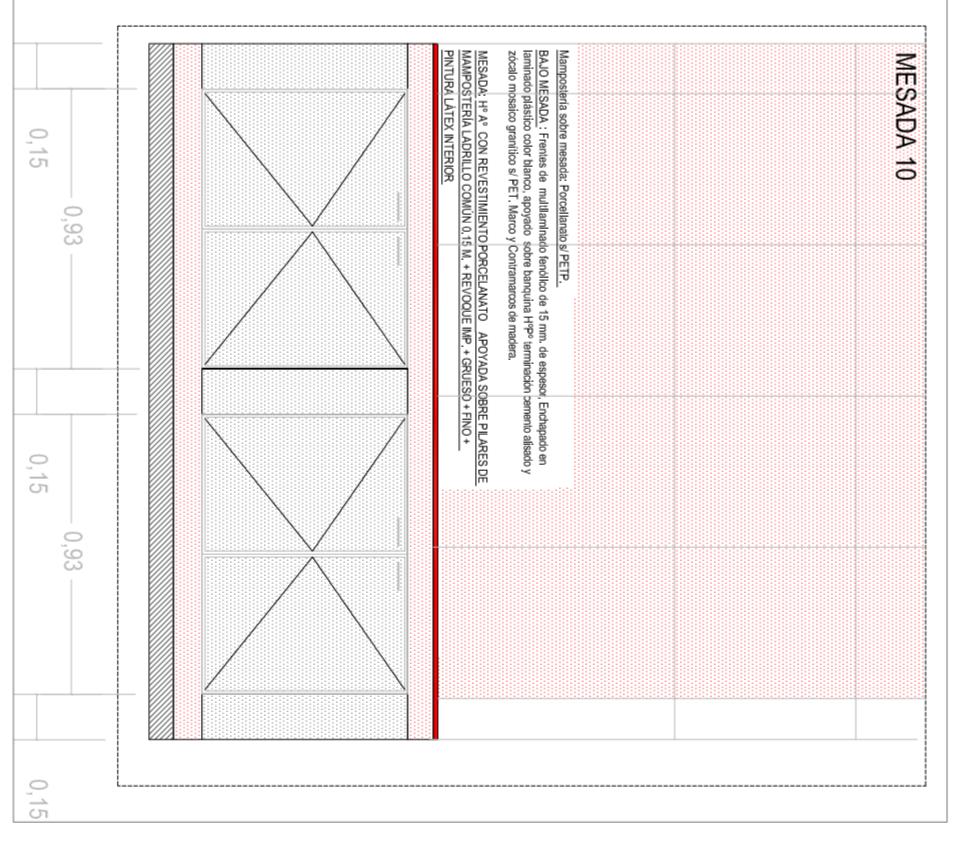 MESADA 10
Mampostería sobre mesada: Porcellanato s/ PETP.
BAJO MESADA : Frentes de multilaminado fenólico de 15 mm. de espesor, Enchapado en
laminado plástico color blanco, apoyado sobre banquina HºPº terminación cemento alisado y
zócalo mosaico granítico s/ PET. Marco y Contramarcos de madera.
MESADA: Hº Aº CON REVESTIMIENTO PORCELANATO APOYADA SOBRE PILARES DE
MAMPOSTERÍA LADRILLO COMÚN 0,15 M. + REVOQUE IMP. + GRUESO + FINO +
PINTURA LÁTEX INTERIOR
0,15
0,93
0,15
0,93
0,15